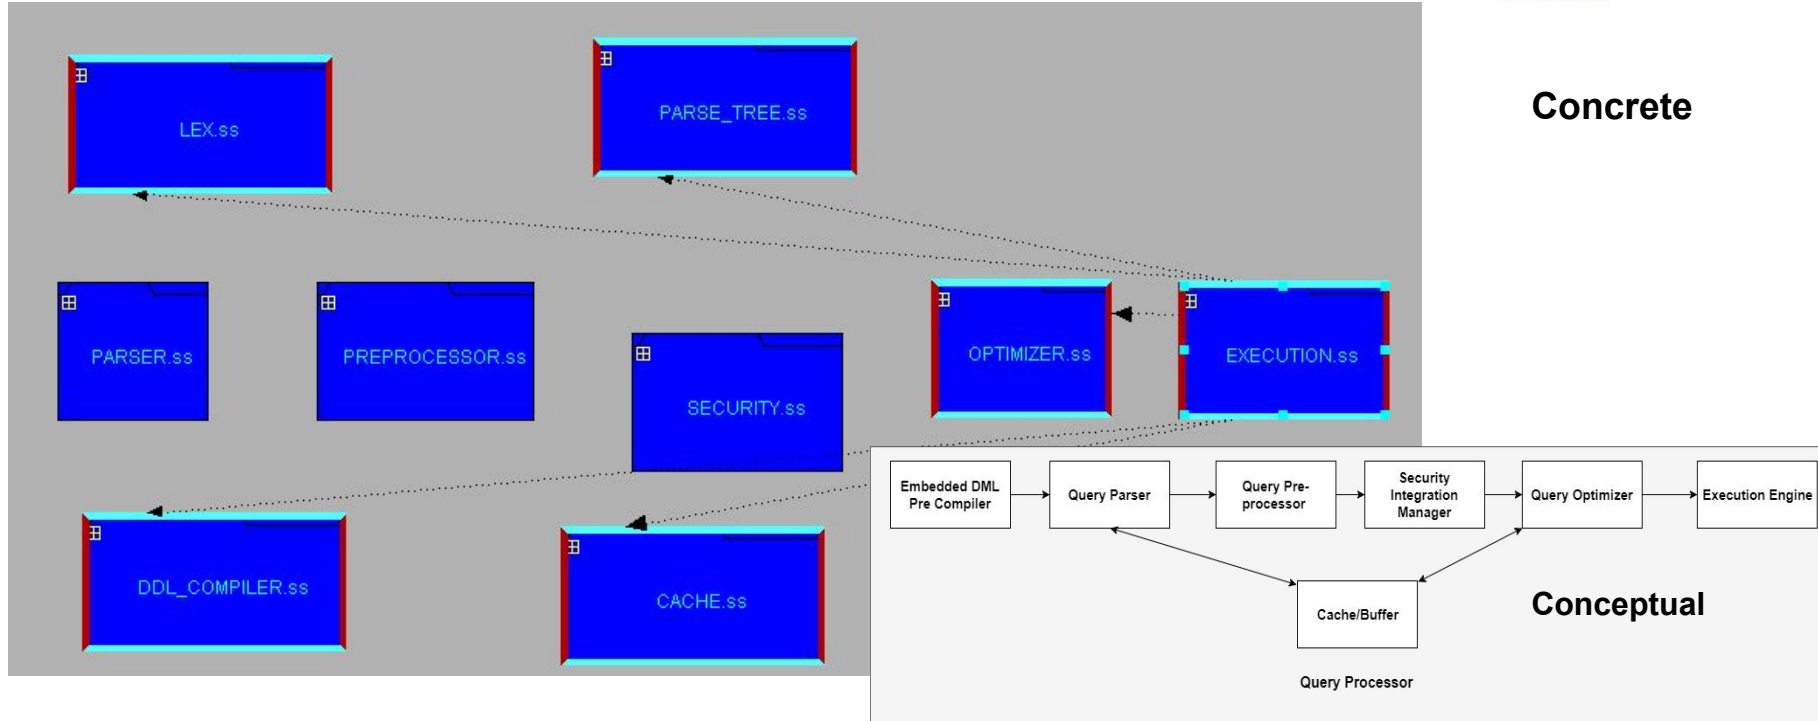 LEX.ss
PARSE_TREE.ss
Concrete
PARSER.ss
PREPROCESSOR.ss
SECURITY.ss
OPTIMIZER.ss
EXECUTION.ss
DDL_COMPILER.ss
CACHE.ss
Embedded DML
Pre Compiler
Query Parser
Query Pre-
processor
Security
Integration
Manager
Query Optimizer
Execution Engine
Cache/Buffer
Conceptual
Query Processor